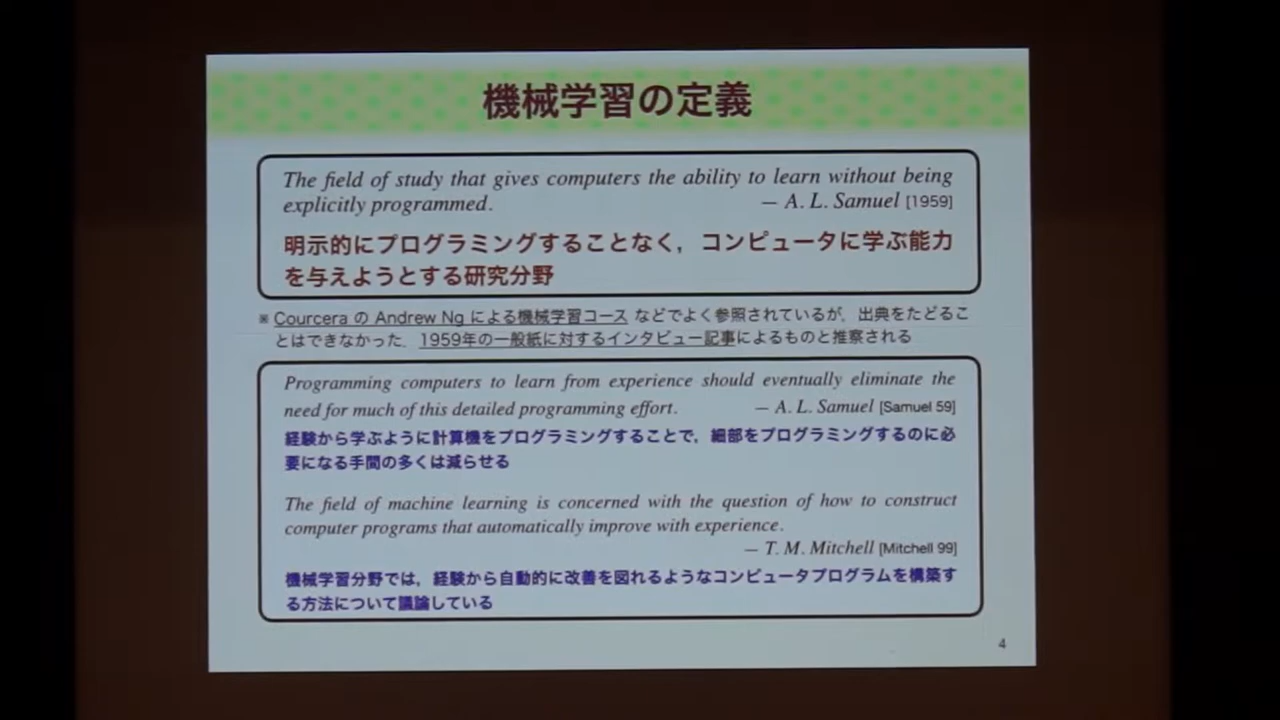 機械学習の定義
The field of study that gives computers the ability to learn without being
explicitly programmed. — A. L. Samuel [1959]
明示的にプログラミングすることなく，コンピュータに学ぶ能力
を与えようとする研究分野
※ Courcera の Andrew Ng による機械学習コース などでよく参照されているが，出典をたどるこ
とはできなかった．1959年の一般紙に対するインタビュー記事によるものと推察される
Programming computers to learn from experience should eventually eliminate the
need for much of this detailed programming effort. — A. L. Samuel [Samuel 59]
経験から学ぶように計算機をプログラミングすることで，細部をプログラミングするのに必
要になる手間の多くは減らせる
The field of machine learning is concerned with the question of how to construct
computer programs that automatically improve with experience.
— T. M. Mitchell [Mitchell 99]
機械学習分野では，経験から自動的に改善を図れるようなコンピュータプログラムを構築す
る方法について議論している
4